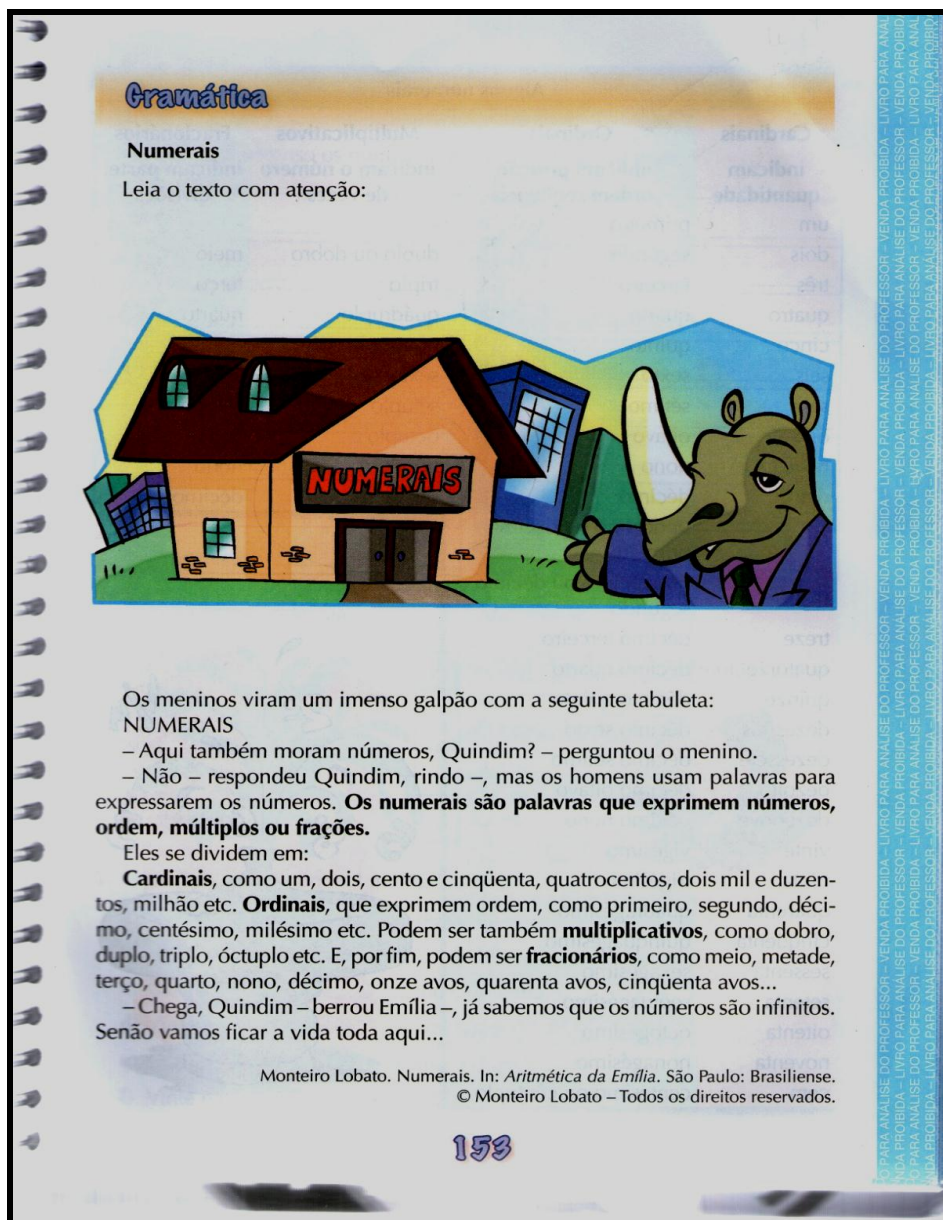 Gramática
Numerais
Leia o texto com atenção:
NUMERAIS
Os meninos viram um imenso galpão com a seguinte tabuleta:
NUMERAIS
– Aqui também moram números, Quindim? – perguntou o menino.
– Não – respondeu Quindim, rindo –, mas os homens usam palavras para
expressarem os números. Os numerais são palavras que exprimem números,
ordem, múltiplos ou frações.
Eles se dividem em:
Cardinais, como um, dois, cento e cinqüenta, quatrocentos, dois mil e duzen-
tos, milhão etc. Ordinais, que exprimem ordem, como primeiro, segundo, déci-
mo, centésimo, milésimo etc. Podem ser também multiplicativos, como dobro,
duplo, triplo, óctuplo etc. E, por fim, podem ser fracionários, como meio, metade,
terço, quarto, nono, décimo, onze avos, quarenta avos, cinqüenta avos...
– Chega, Quindim – berrou Emília –, já sabemos que os números são infinitos.
Senão vamos ficar a vida toda aqui...
Monteiro Lobato. Numerais. In: Aritmética da Emília. São Paulo: Brasiliense.
© Monteiro Lobato – Todos os direitos reservados.
153
LIVRO PARA ANÁLISE DO PROFESSOR – VENDA PROIBIDA